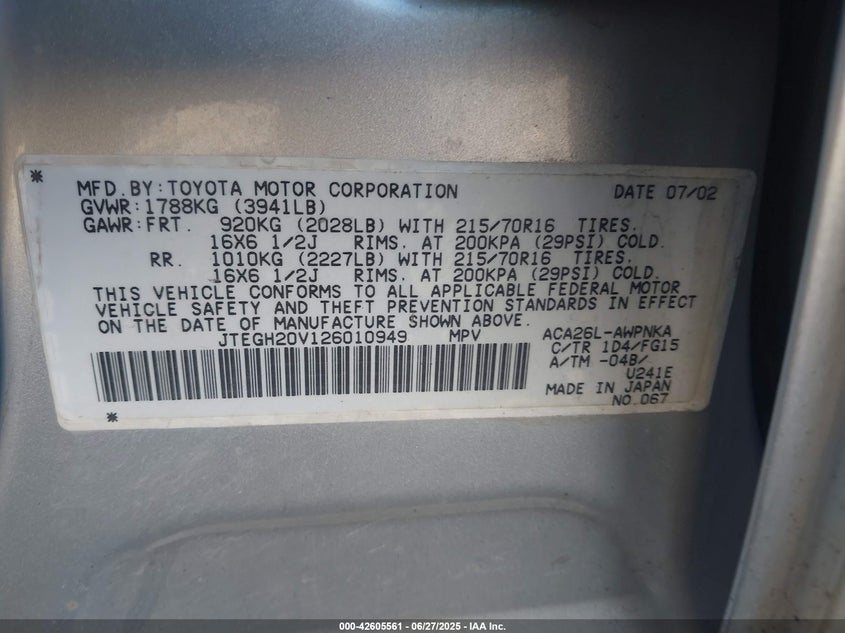 * MFD.BY:TOYOTA MOTOR CORPORATION DATE 07/02
GVWR:1788KG (3941LB)
GAWR:FRT. 920KG (2028LB) WITH 215/70R16 TIRES.
16X6 1/2J RIMS. AT 200KPA (29PSI) COLD.
RR. 1010KG (2227LB) WITH 215/70R16 TIRES.
16X6 1/2J RIMS. AT 200KPA (29PSI) COLD.
THIS VEHICLE CONFORMS TO ALL APPLICABLE FEDERAL MOTOR
VEHICLE SAFETY AND THEFT PREVENTION STANDARDS IN EFFECT
ON THE DATE OF MANUFACTURE SHOWN ABOVE.
JTEGH20V126010949 MPV ACA26L-AWPNKA
C/TR 1D4/FG15
A/TM -04B/
U241E
MADE IN JAPAN
* NO.067
000-42605561 - 06/27/2025 - IAA Inc.